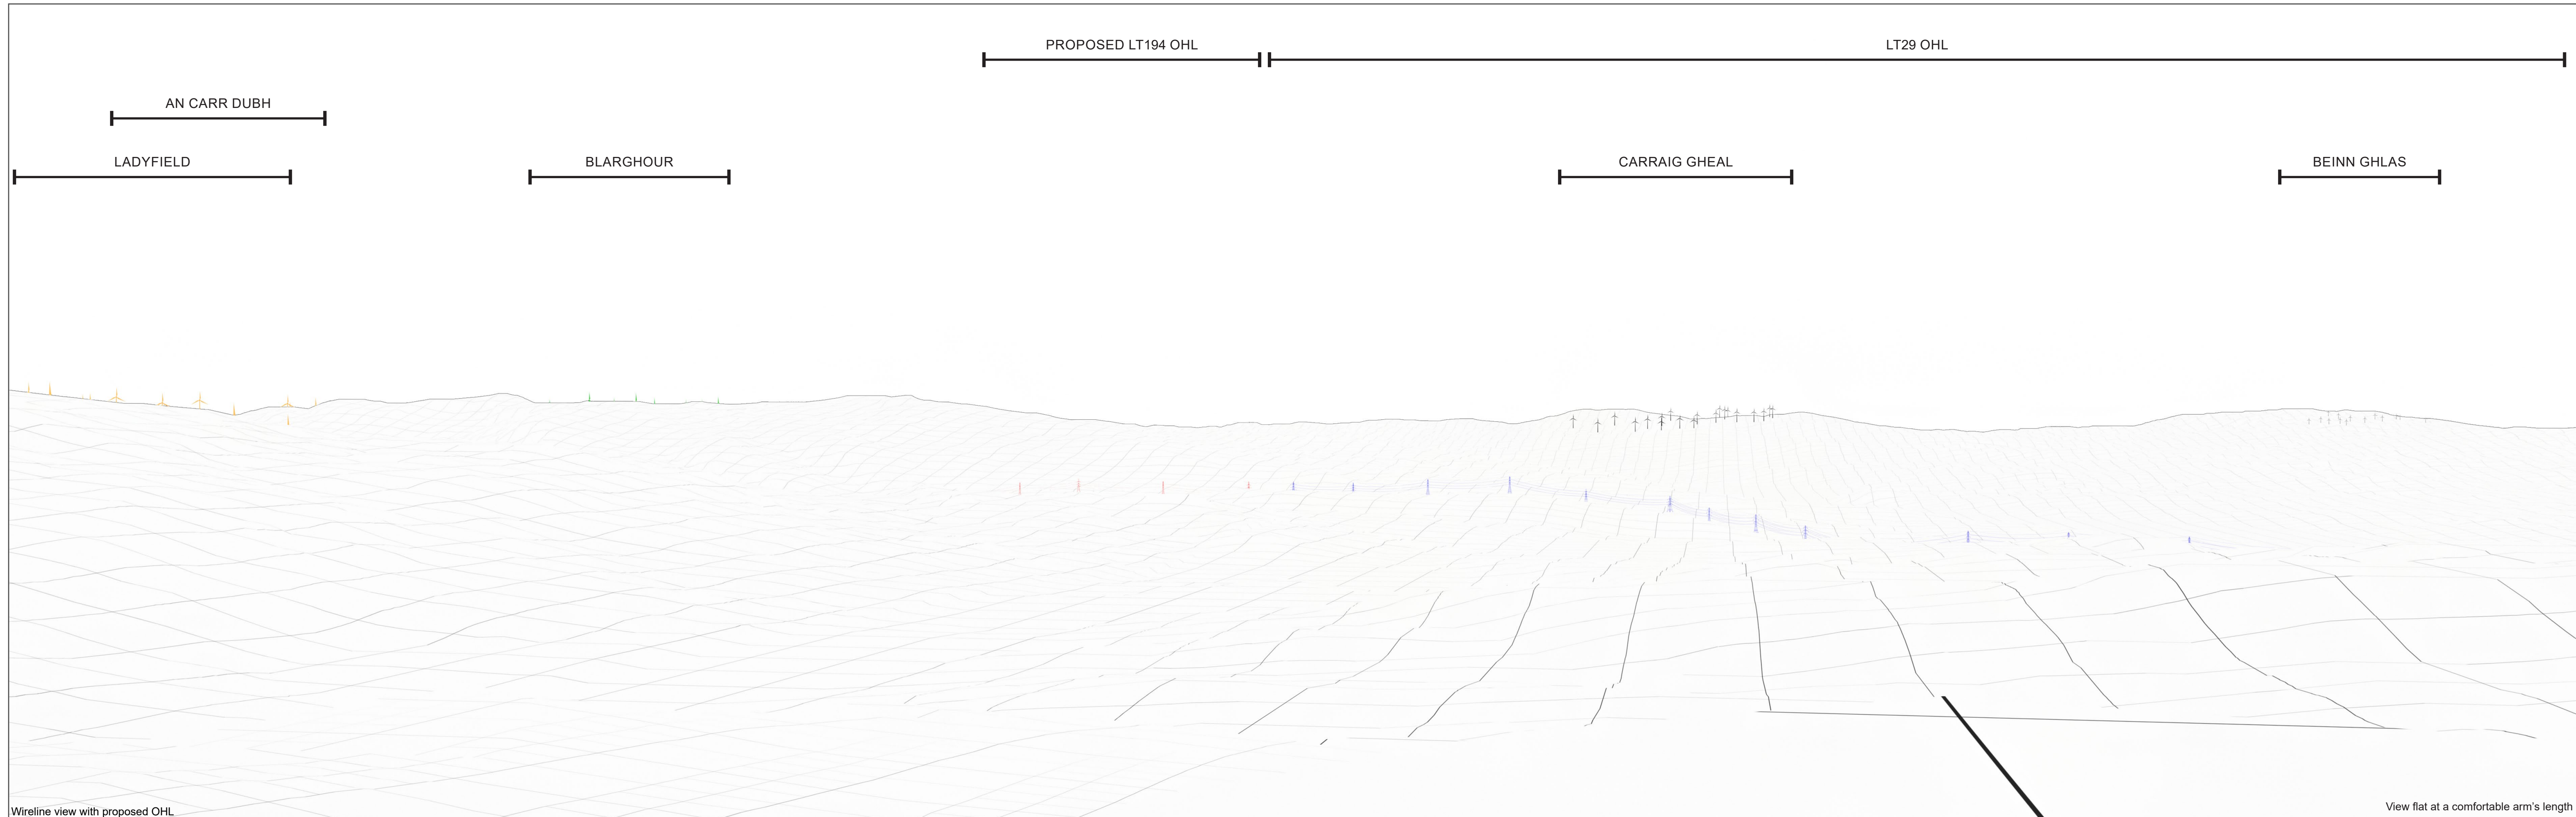 PROPOSED LT194 OHL
LT29 OHL
AN CARR DUBH
LADYFIELD
BLARGHOUR
CARRAIG GHEAL
BEINN GHLAS
Wireline view with proposed OHL
View flat at a comfortable arm's length